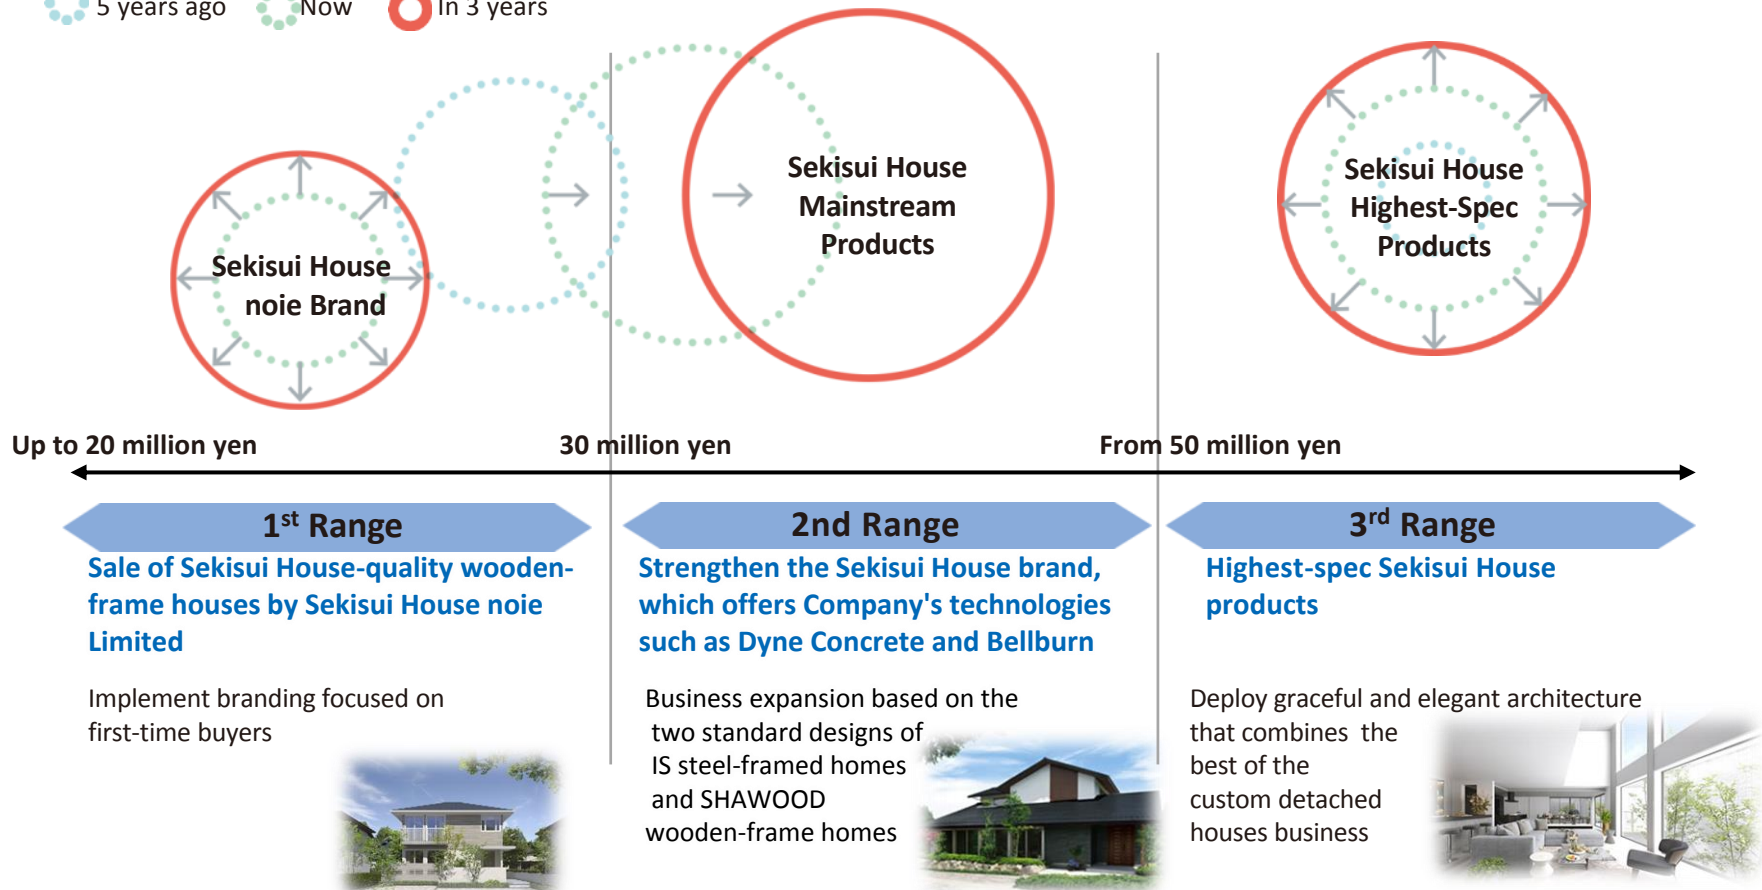 5 years ago
Now
In 3 years
Sekisui House
noie Brand
Sekisui House
Mainstream
Products
Sekisui House
Highest-Spec
Products
Up to 20 million yen
30 million yen
From 50 million yen
1st Range
2nd Range
3rd Range
Sale of Sekisui House-quality wooden-
frame houses by Sekisui House noie
Limited
Strengthen the Sekisui House brand,
which offers Company's technologies
such as Dyne Concrete and Bellburn
Highest-spec Sekisui House
products
Implement branding focused on
first-time buyers
Business expansion based on the
two standard designs of
IS steel-framed homes
and SHAWOOD
wooden-frame homes
Deploy graceful and elegant architecture
that combines the
best of the
custom detached
houses business